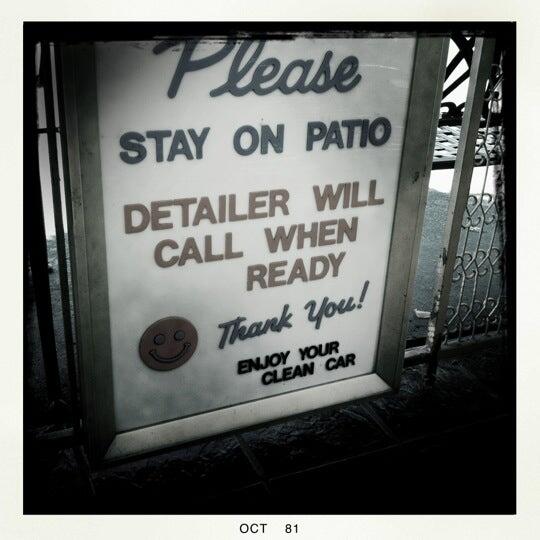 Please
STAY ON PATIO
DETAILER WILL
CALL WHEN
READY
Thank You!
ENJOY YOUR
CLEAN CAR
OCT 81